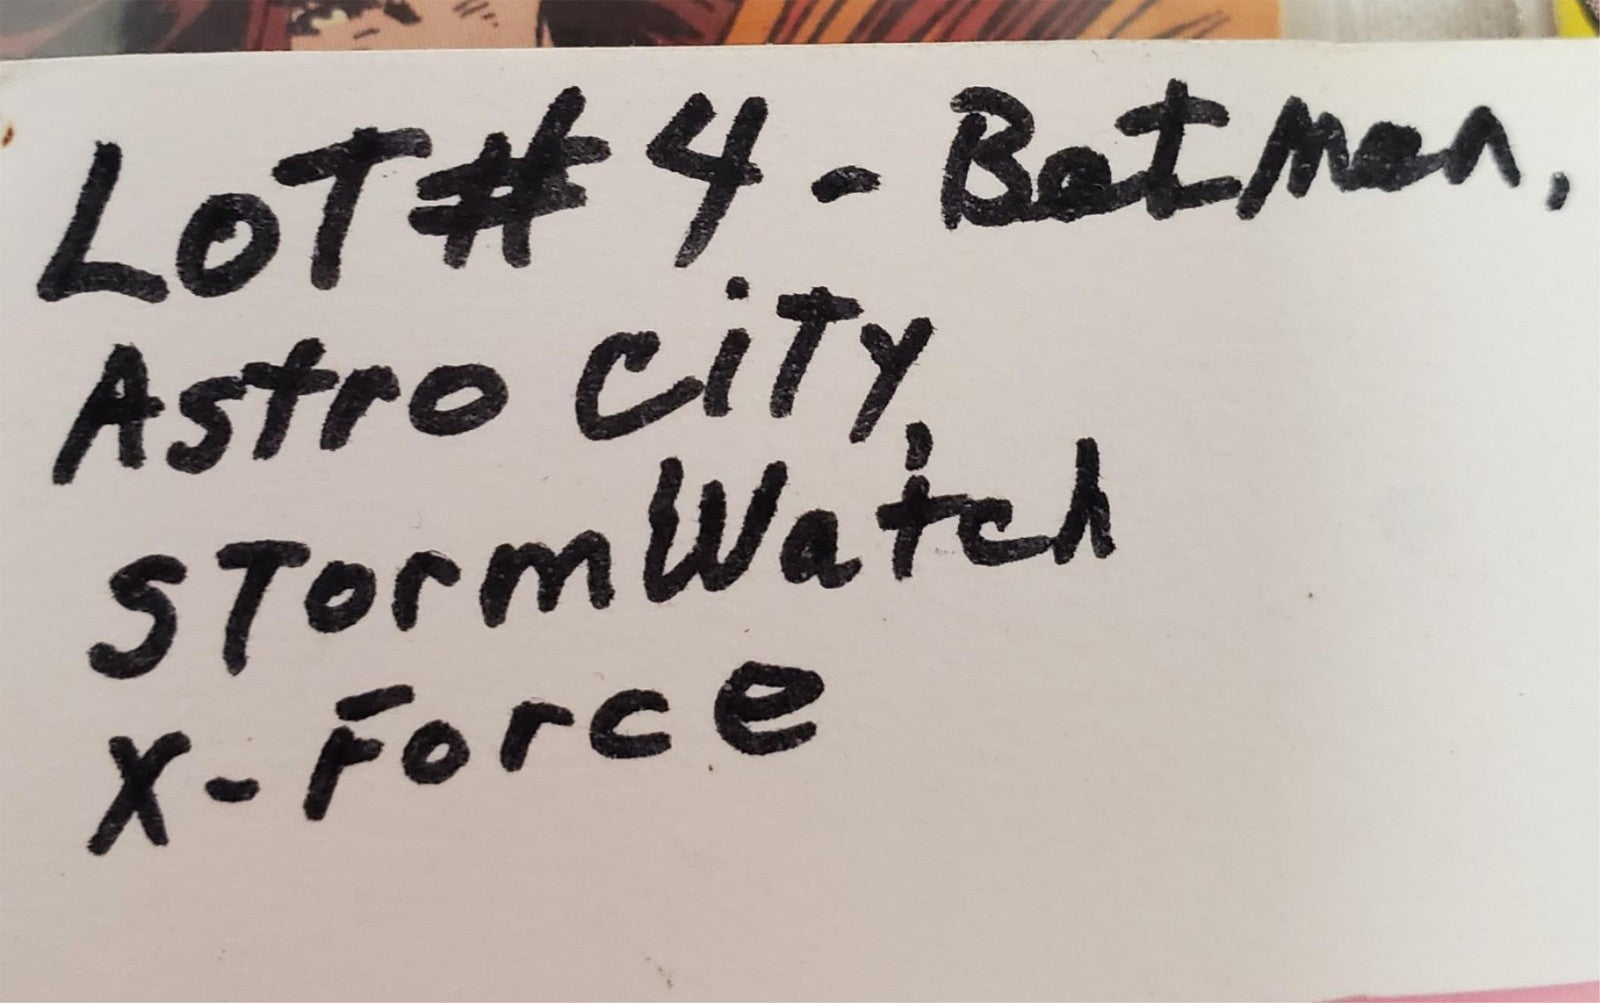 LOT # 4 - Batman,
Astro City,
STormWatch
X-Force